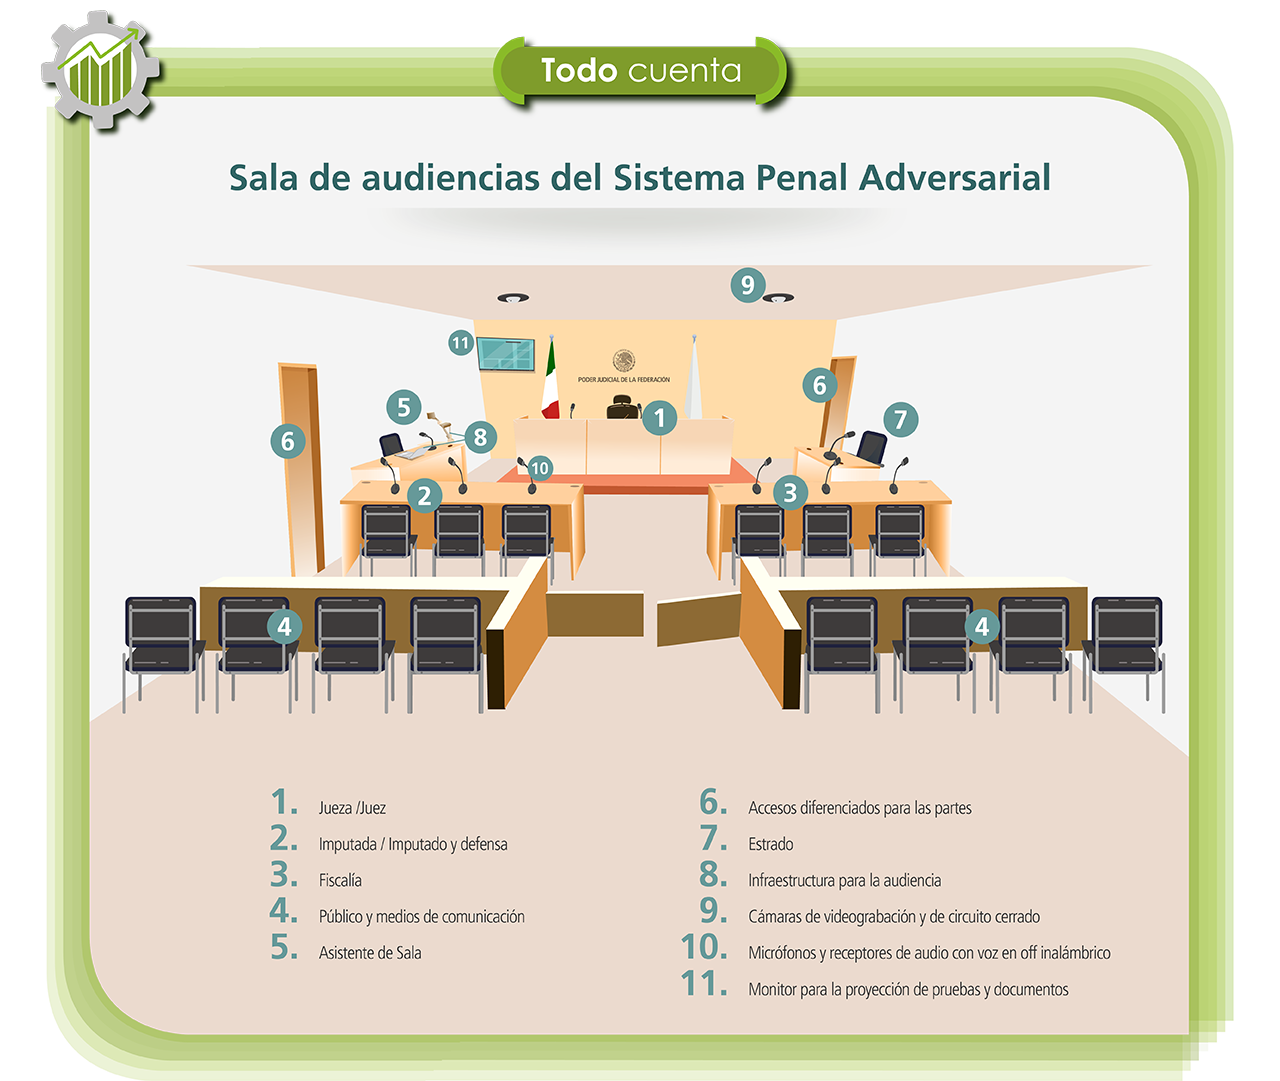 Todo cuenta
Sala de audiencias del Sistema Penal Adversarial
9
11
PODER JUDICIAL DE LA FEDERACIÓN
6
5
1
7
6
8
10
2
3
4
4
1. Jueza /Juez
2. Imputada / Imputado y defensa
3. Fiscalía
4. Público y medios de comunicación
5. Asistente de Sala
6. Accesos diferenciados para las partes
7. Estrado
8. Infraestructura para la audiencia
9. Cámaras de videograbación y de circuito cerrado
10. Micrófonos y receptores de audio con voz en off inalámbrico
11. Monitor para la proyección de pruebas y documentos